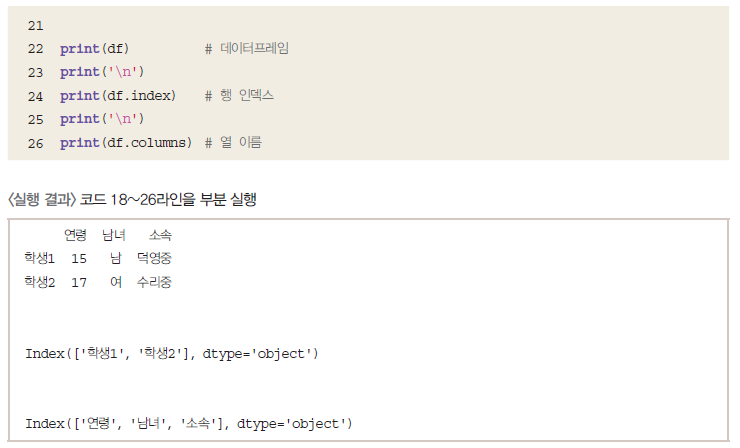 21
22 print(df) # 데이터프레임
23 print('\n')
24 print(df.index) # 행 인덱스
25 print('\n')
26 print(df.columns) # 열 이름
〈실행 결과〉 코드 18~26라인을 부분 실행
연령 남녀 소속
학생1 15 남 덕영중
학생2 17 여 수리중
Index(['학생1', '학생2'], dtype='object')
Index(['연령', '남녀', '소속'], dtype='object')